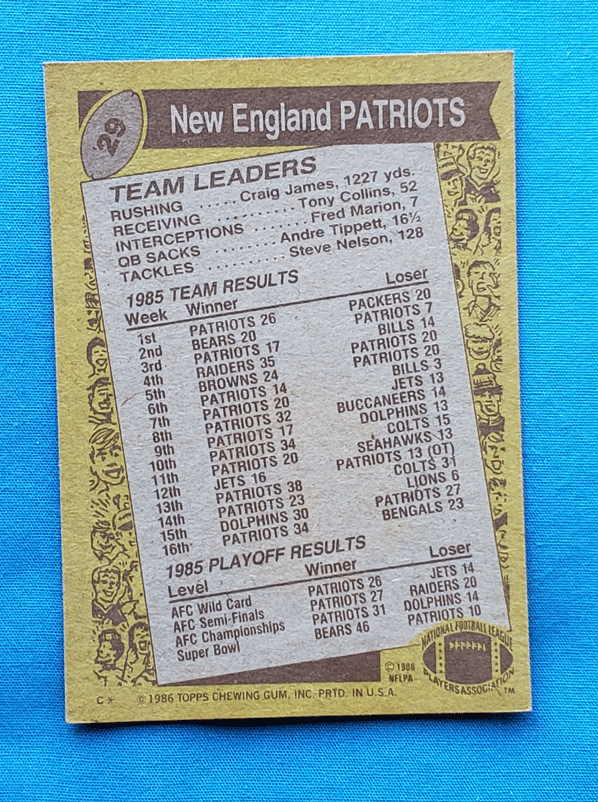 29
New England PATRIOTS
TEAM LEADERS
RUSHING ..... Craig James, 1227 yds.
RECEIVING ........... Tony Collins, 52
INTERCEPTIONS ....... Fred Marion, 7
QB SACKS ........ Andre Tippett, 16½
TACKLES ........... Steve Nelson, 128
1985 TEAM RESULTS
Week Winner Loser
1st PATRIOTS 26 PACKERS 20
2nd BEARS 20 PATRIOTS 7
3rd PATRIOTS 17 BILLS 14
4th RAIDERS 35 PATRIOTS 20
5th BROWNS 24 PATRIOTS 20
6th PATRIOTS 14 BILLS 3
7th PATRIOTS 20 JETS 13
8th PATRIOTS 32 BUCCANEERS 14
9th PATRIOTS 17 DOLPHINS 13
10th PATRIOTS 34 COLTS 15
11th PATRIOTS 20 SEAHAWKS 13
12th JETS 16 PATRIOTS 13 (OT)
13th PATRIOTS 38 COLTS 31
14th PATRIOTS 23 LIONS 6
15th DOLPHINS 30 PATRIOTS 27
16th PATRIOTS 34 BENGALS 23
1985 PLAYOFF RESULTS
Level Winner Loser
AFC Wild Card PATRIOTS 26 JETS 14
AFC Semi-Finals PATRIOTS 27 RAIDERS 20
AFC Championships PATRIOTS 31 DOLPHINS 14
Super Bowl BEARS 46 PATRIOTS 10
© 1986
NFLPA
NATIONAL FOOTBALL LEAGUE
PLAYERS ASSOCIATION TM
C* © 1986 TOPPS CHEWING GUM, INC. PRTD. IN U.S.A.